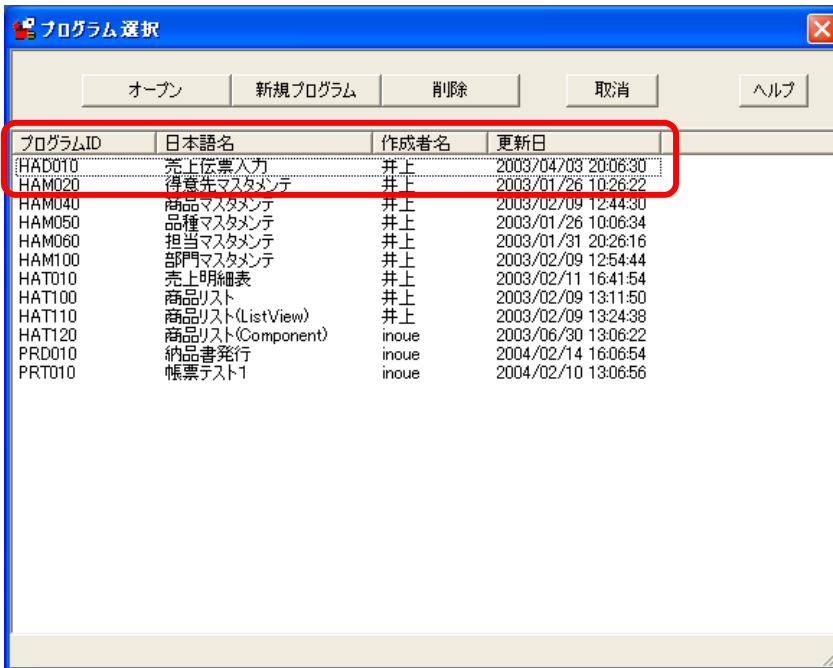 プログラム選択
オープン 新規プログラム 削除 取消 ヘルプ
プログラムID 日本語名 作成者名 更新日
HAD010 売上伝票入力 井上 2003/04/03 20:06:30
HAM020 得意先マスタメンテ 井上 2003/01/26 10:26:22
HAM040 商品マスタメンテ 井上 2003/02/09 12:44:30
HAM050 品種マスタメンテ 井上 2003/01/26 10:06:34
HAM060 担当マスタメンテ 井上 2003/01/31 20:26:16
HAM100 部門マスタメンテ 井上 2003/02/09 12:54:44
HAT010 売上明細表 井上 2003/02/11 16:41:54
HAT100 商品リスト 井上 2003/02/09 13:11:50
HAT110 商品リスト(ListView) 井上 2003/02/09 13:24:38
HAT120 商品リスト(Component) inoue 2003/06/30 13:06:22
PRD010 納品書発行 inoue 2004/02/14 16:06:54
PRT010 帳票テスト1 inoue 2004/02/10 13:06:56